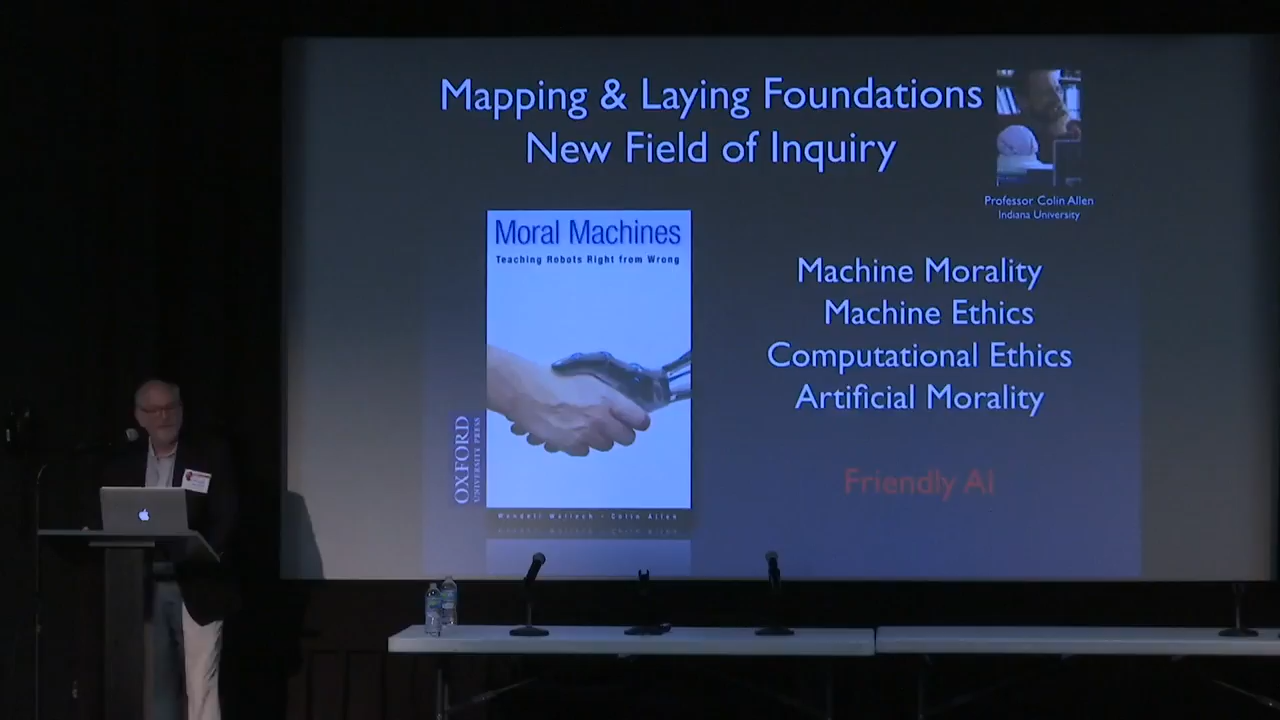 Mapping & Laying Foundations
New Field of Inquiry
Professor Colin Allen
Indiana University
Moral Machines
Teaching Robots Right from Wrong
Machine Morality
Machine Ethics
Computational Ethics
Artificial Morality
Friendly AI
OXFORD
UNIVERSITY PRESS
Wendell Wallach · Colin Allen